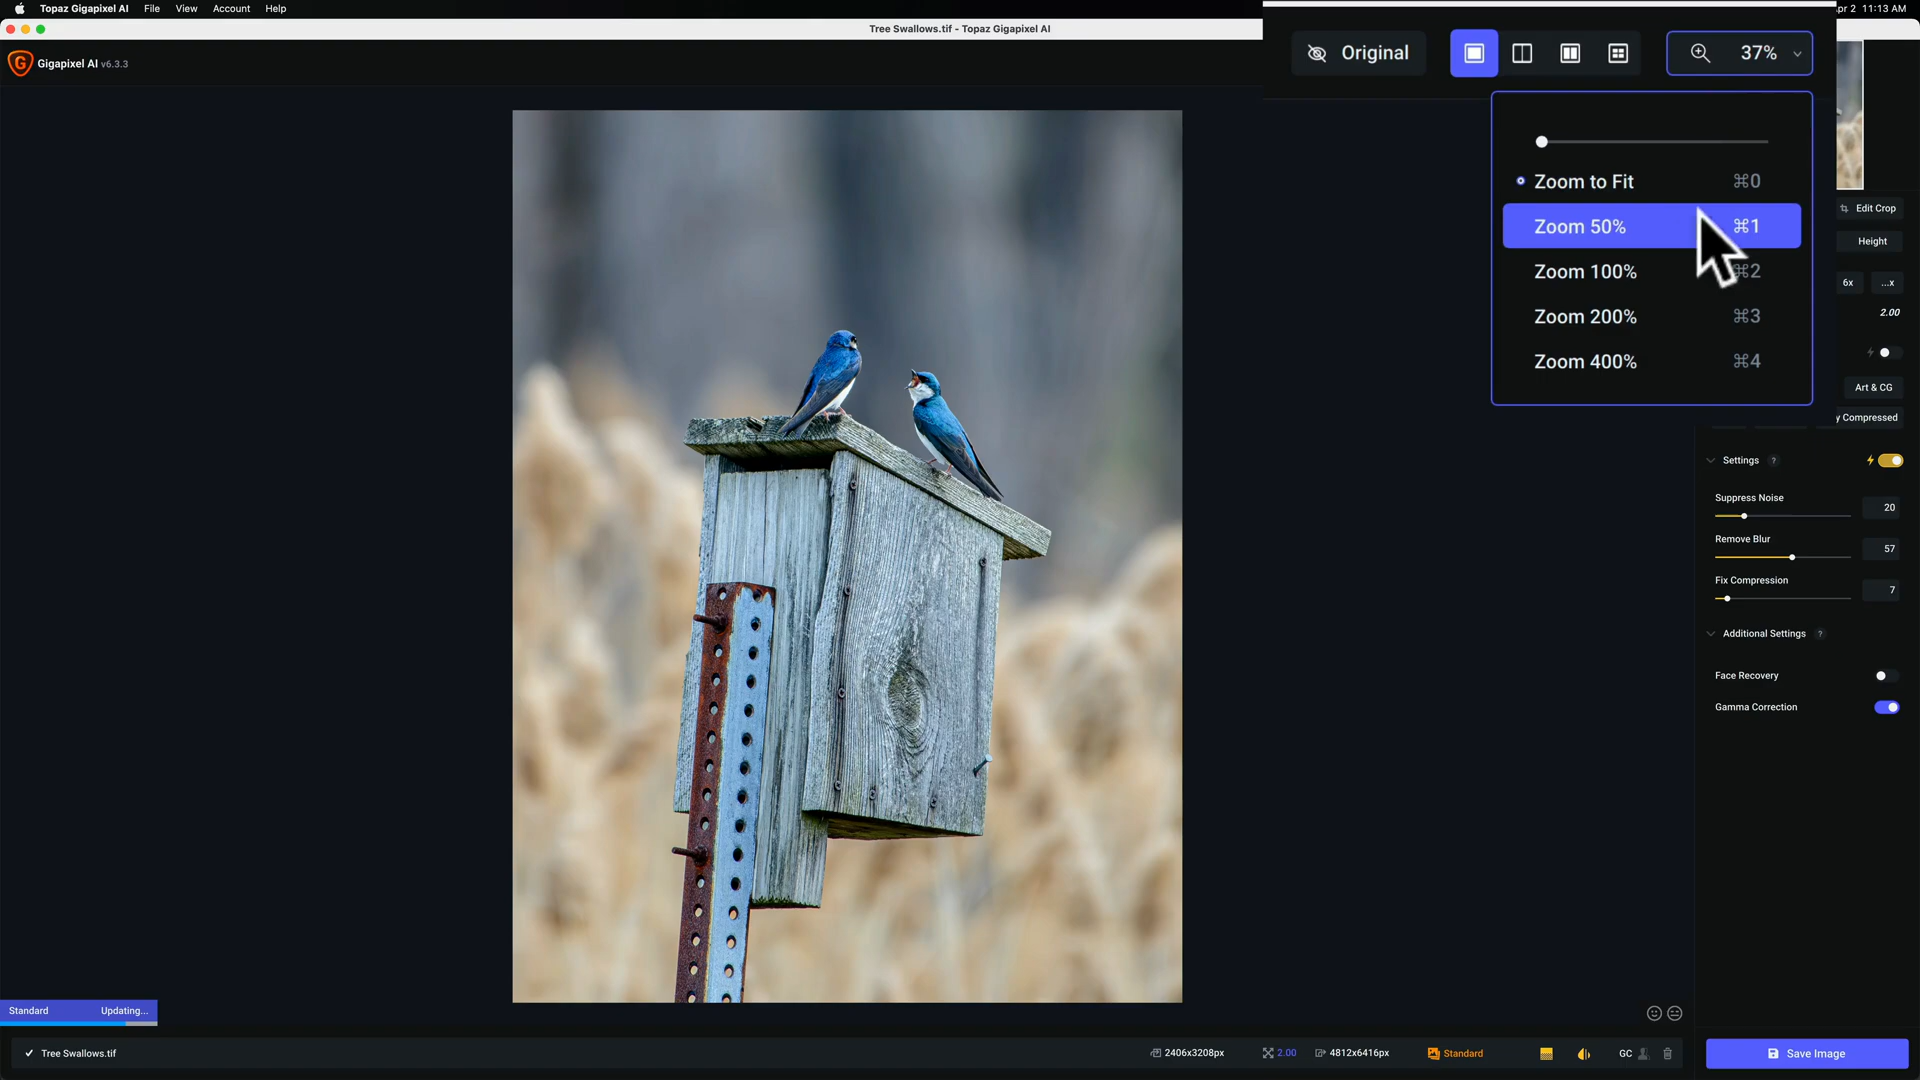 Topaz Gigapixel AI File View Account Help
pr 2 11:13 AM
Tree Swallows.tif - Topaz Gigapixel AI
Gigapixel AI v6.3.3
Original
37%
Zoom to Fit ⌘0
Zoom 50% ⌘1
Zoom 100% ⌘2
Zoom 200% ⌘3
Zoom 400% ⌘4
Edit Crop
Height
6x ...x
2.00
Art & CG
y Compressed
Settings ?
Suppress Noise
20
Remove Blur
57
Fix Compression
7
Additional Settings ?
Face Recovery
Gamma Correction
Standard Updating...
✓ Tree Swallows.tif
2406x3208px 2.00 4812x6416px Standard GC
Save Image